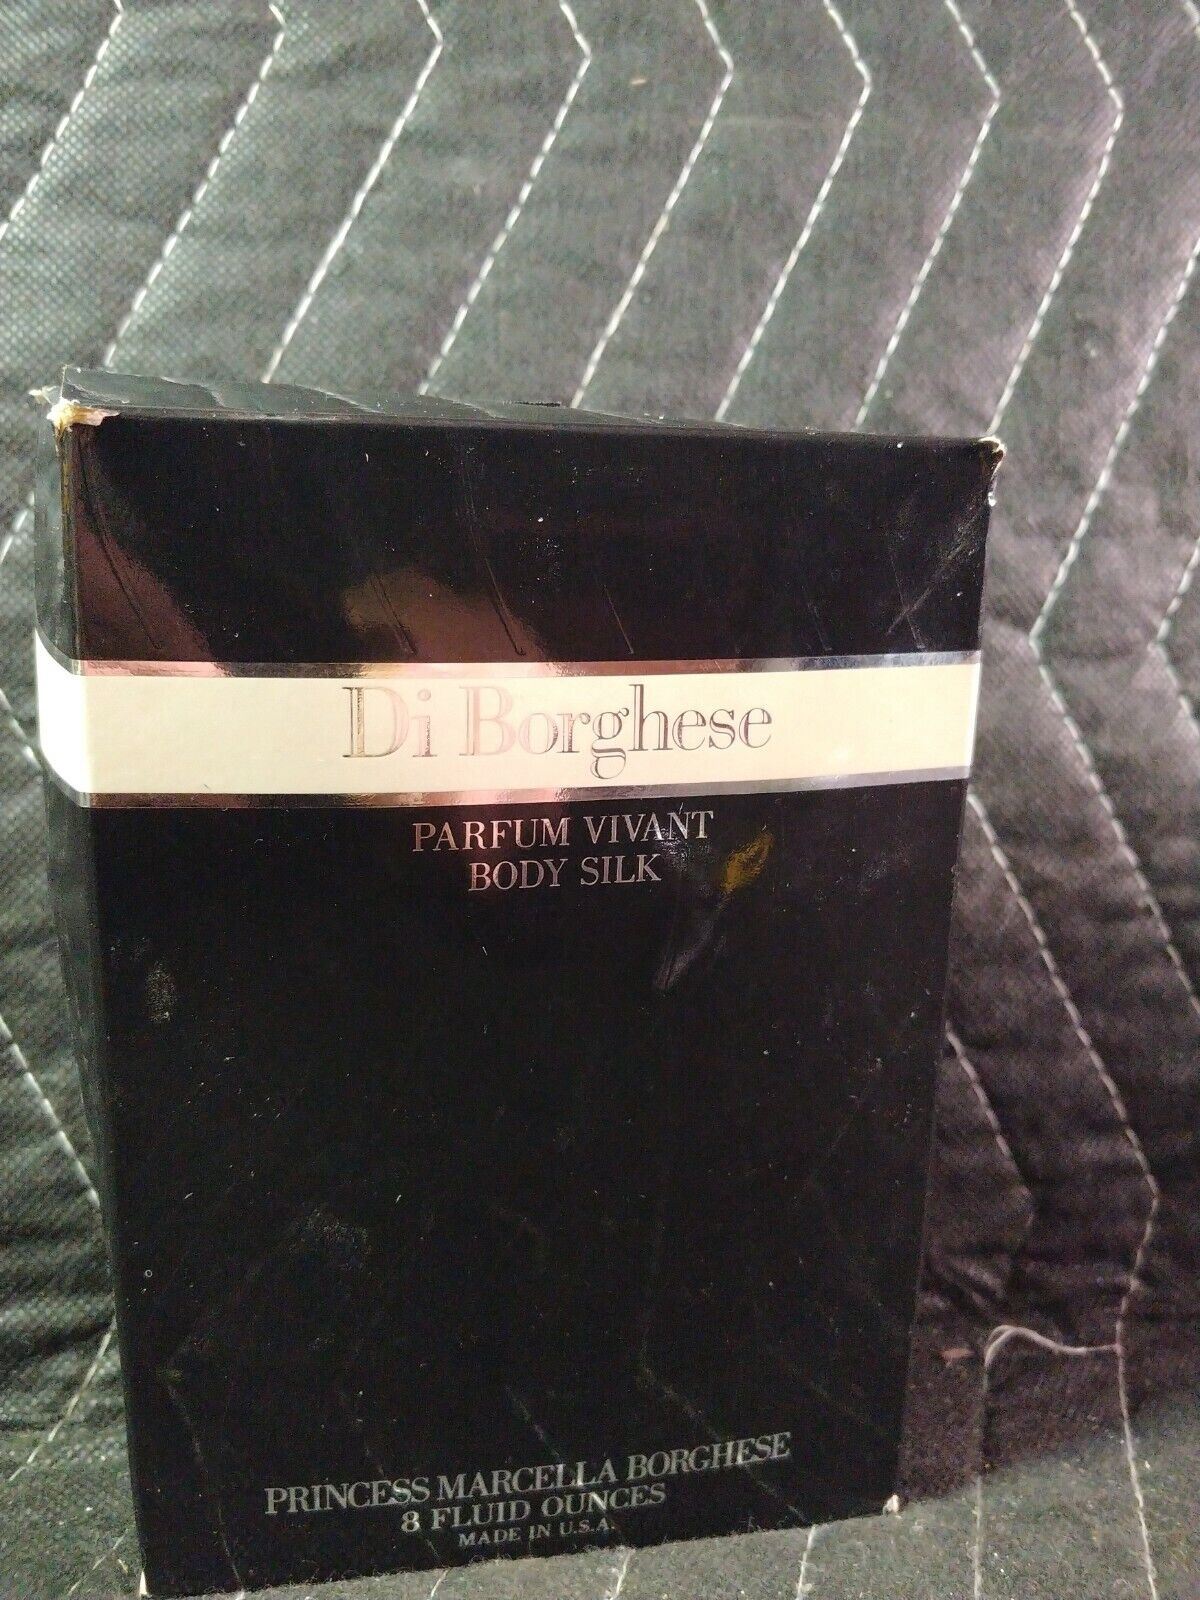 Di Borghese
PARFUM VIVANT
BODY SILK
PRINCESS MARCELLA BORGHESE
8 FLUID OUNCES
MADE IN U.S.A.